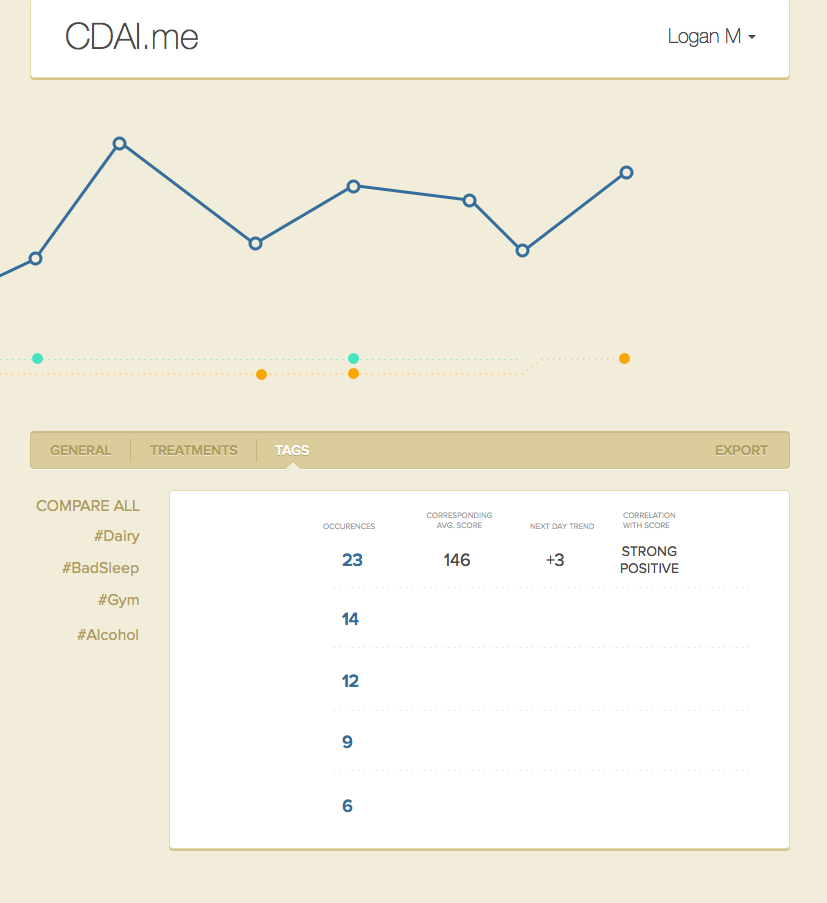 CDAI.me
Logan M
GENERAL TREATMENTS TAGS EXPORT
COMPARE ALL
#Dairy
#BadSleep
#Gym
#Alcohol
OCCURENCES
CORRESPONDING
AVG. SCORE
NEXT DAY TREND
CORRELATION
WITH SCORE
23 146 +3 STRONG
POSITIVE
14
12
9
6